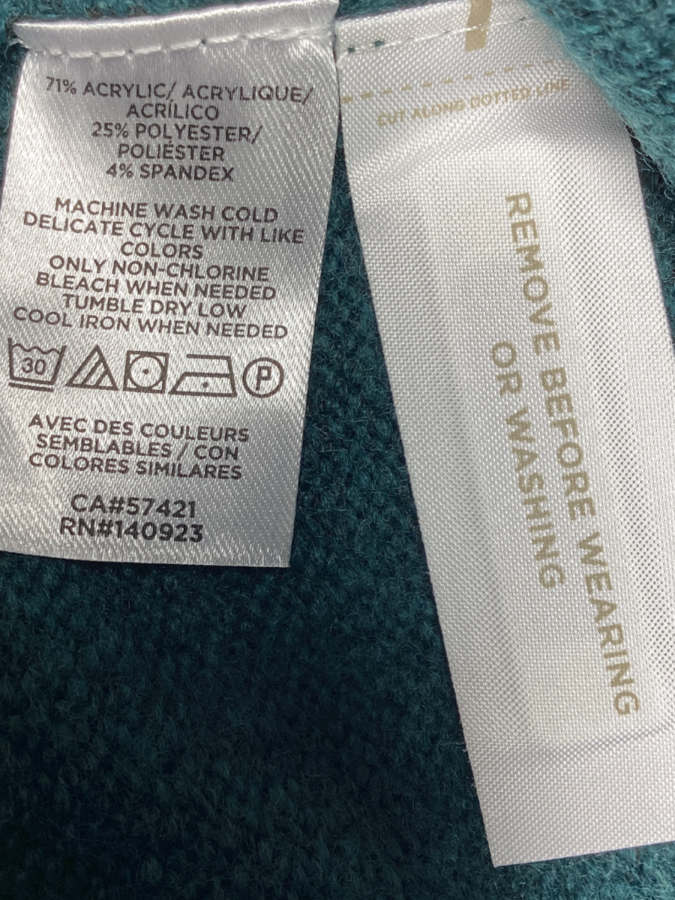 71% ACRYLIC/ ACRYLIQUE/
ACRÍLICO
25% POLYESTER/
POLIÉSTER
4% SPANDEX
MACHINE WASH COLD
DELICATE CYCLE WITH LIKE
COLORS
ONLY NON-CHLORINE
BLEACH WHEN NEEDED
TUMBLE DRY LOW
COOL IRON WHEN NEEDED
30
P
AVEC DES COULEURS
SEMBLABLES / CON
COLORES SIMILARES
CA#57421
RN#140923
CUT ALONG DOTTED LINE
REMOVE BEFORE WEARING
OR WASHING